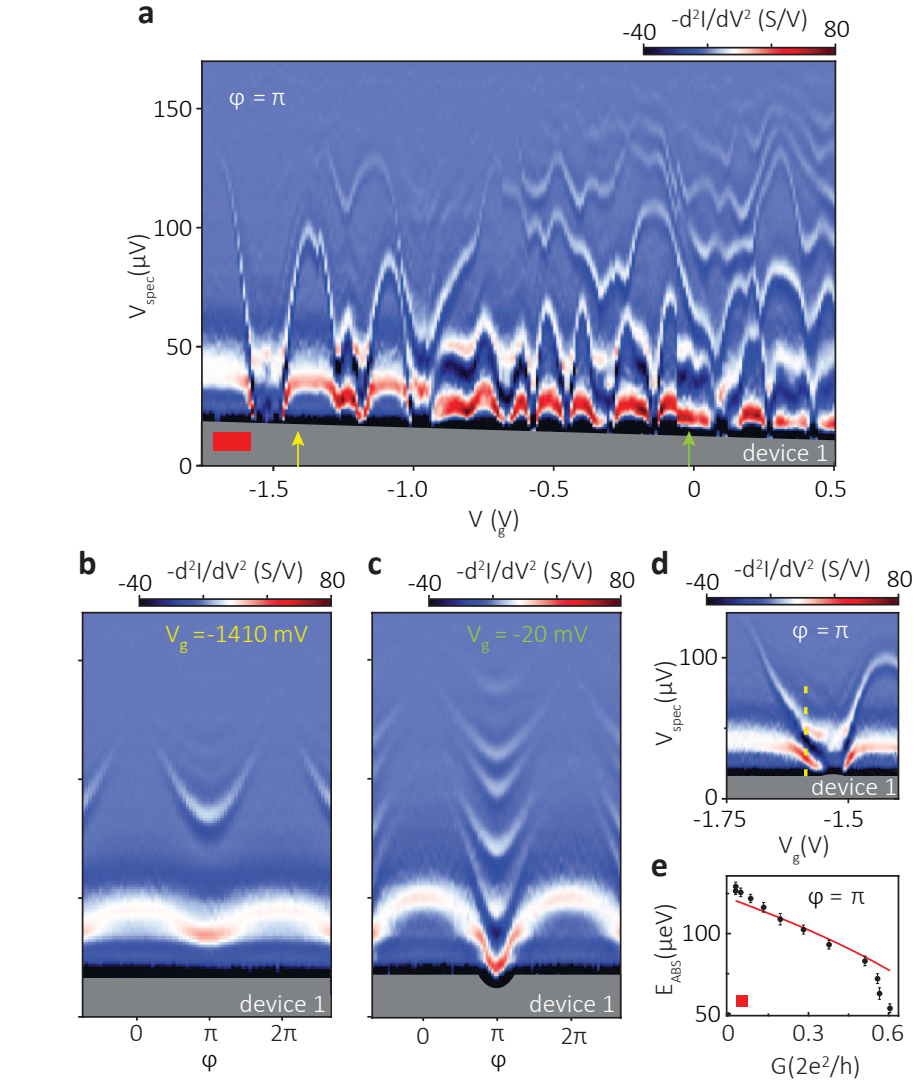 a
-d²I/dV² (S/V)
-40 80
φ = π
150
100
50
0
V_spec(μV)
device 1
-1.5 -1.0 -0.5 0 0.5
V (V)
g
b
-d²I/dV² (S/V)
-40 80
V_g =-1410 mV
device 1
0 π 2π
φ
c
-d²I/dV² (S/V)
-40 80
V_g = -20 mV
device 1
0 π 2π
φ
d
-d²I/dV² (S/V)
-40 80
φ = π
100
0
V_spec(μV)
device 1
-1.75 -1.5
V_g(V)
e
φ = π
100
50
E_ABS(μeV)
0 0.3 0.6
G(2e²/h)